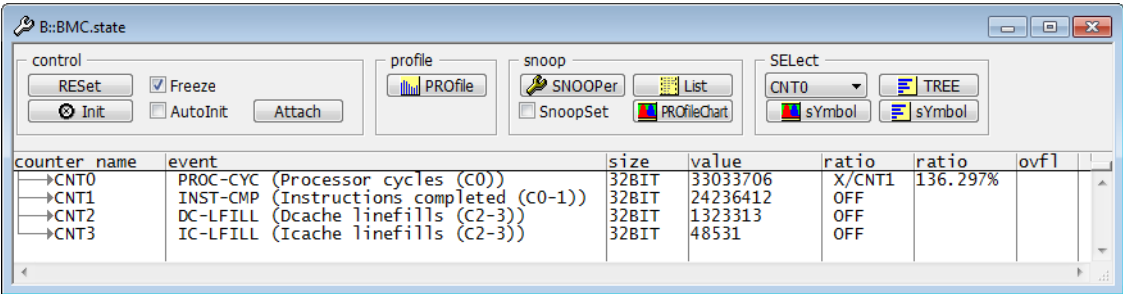 B::BMC.state
control
profile
snoop
SELect
RESet
Freeze
PROfile
SNOOPer
List
CNT0
TREE
Init
AutoInit
Attach
SnoopSet
PROfileChart
sYmbol
sYmbol
counter name event size value ratio ratio ovfl
CNT0 PROC-CYC (Processor cycles (C0)) 32BIT 33033706 X/CNT1 136.297%
CNT1 INST-CMP (Instructions completed (C0-1)) 32BIT 24236412 OFF
CNT2 DC-LFILL (Dcache linefills (C2-3)) 32BIT 1323313 OFF
CNT3 IC-LFILL (Icache linefills (C2-3)) 32BIT 48531 OFF